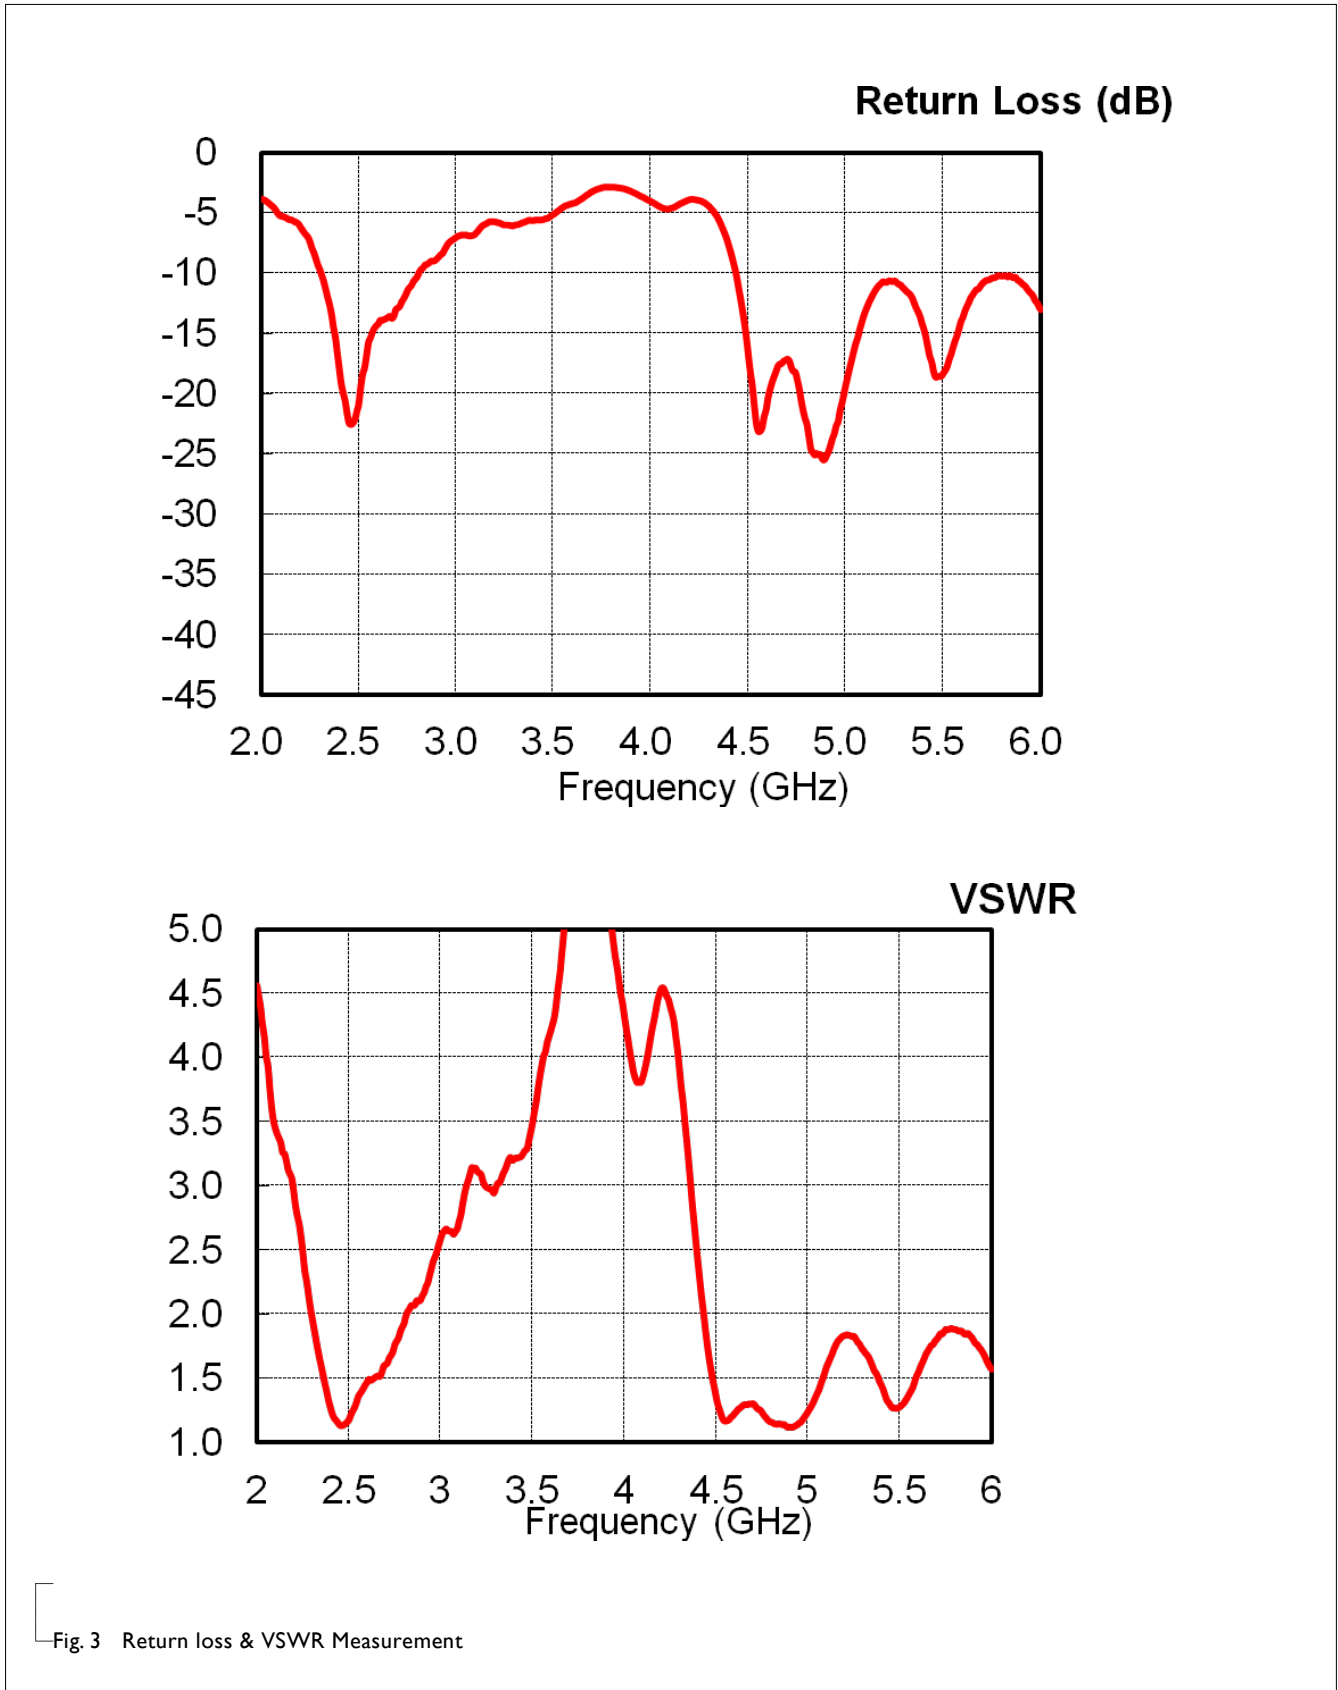 Return Loss (dB)
0
-5
-10
-15
-20
-25
-30
-35
-40
-45
2.0 2.5 3.0 3.5 4.0 4.5 5.0 5.5 6.0
Frequency (GHz)
VSWR
5.0
4.5
4.0
3.5
3.0
2.5
2.0
1.5
1.0
2 2.5 3 3.5 4 4.5 5 5.5 6
Frequency (GHz)
Fig. 3 Return loss & VSWR Measurement